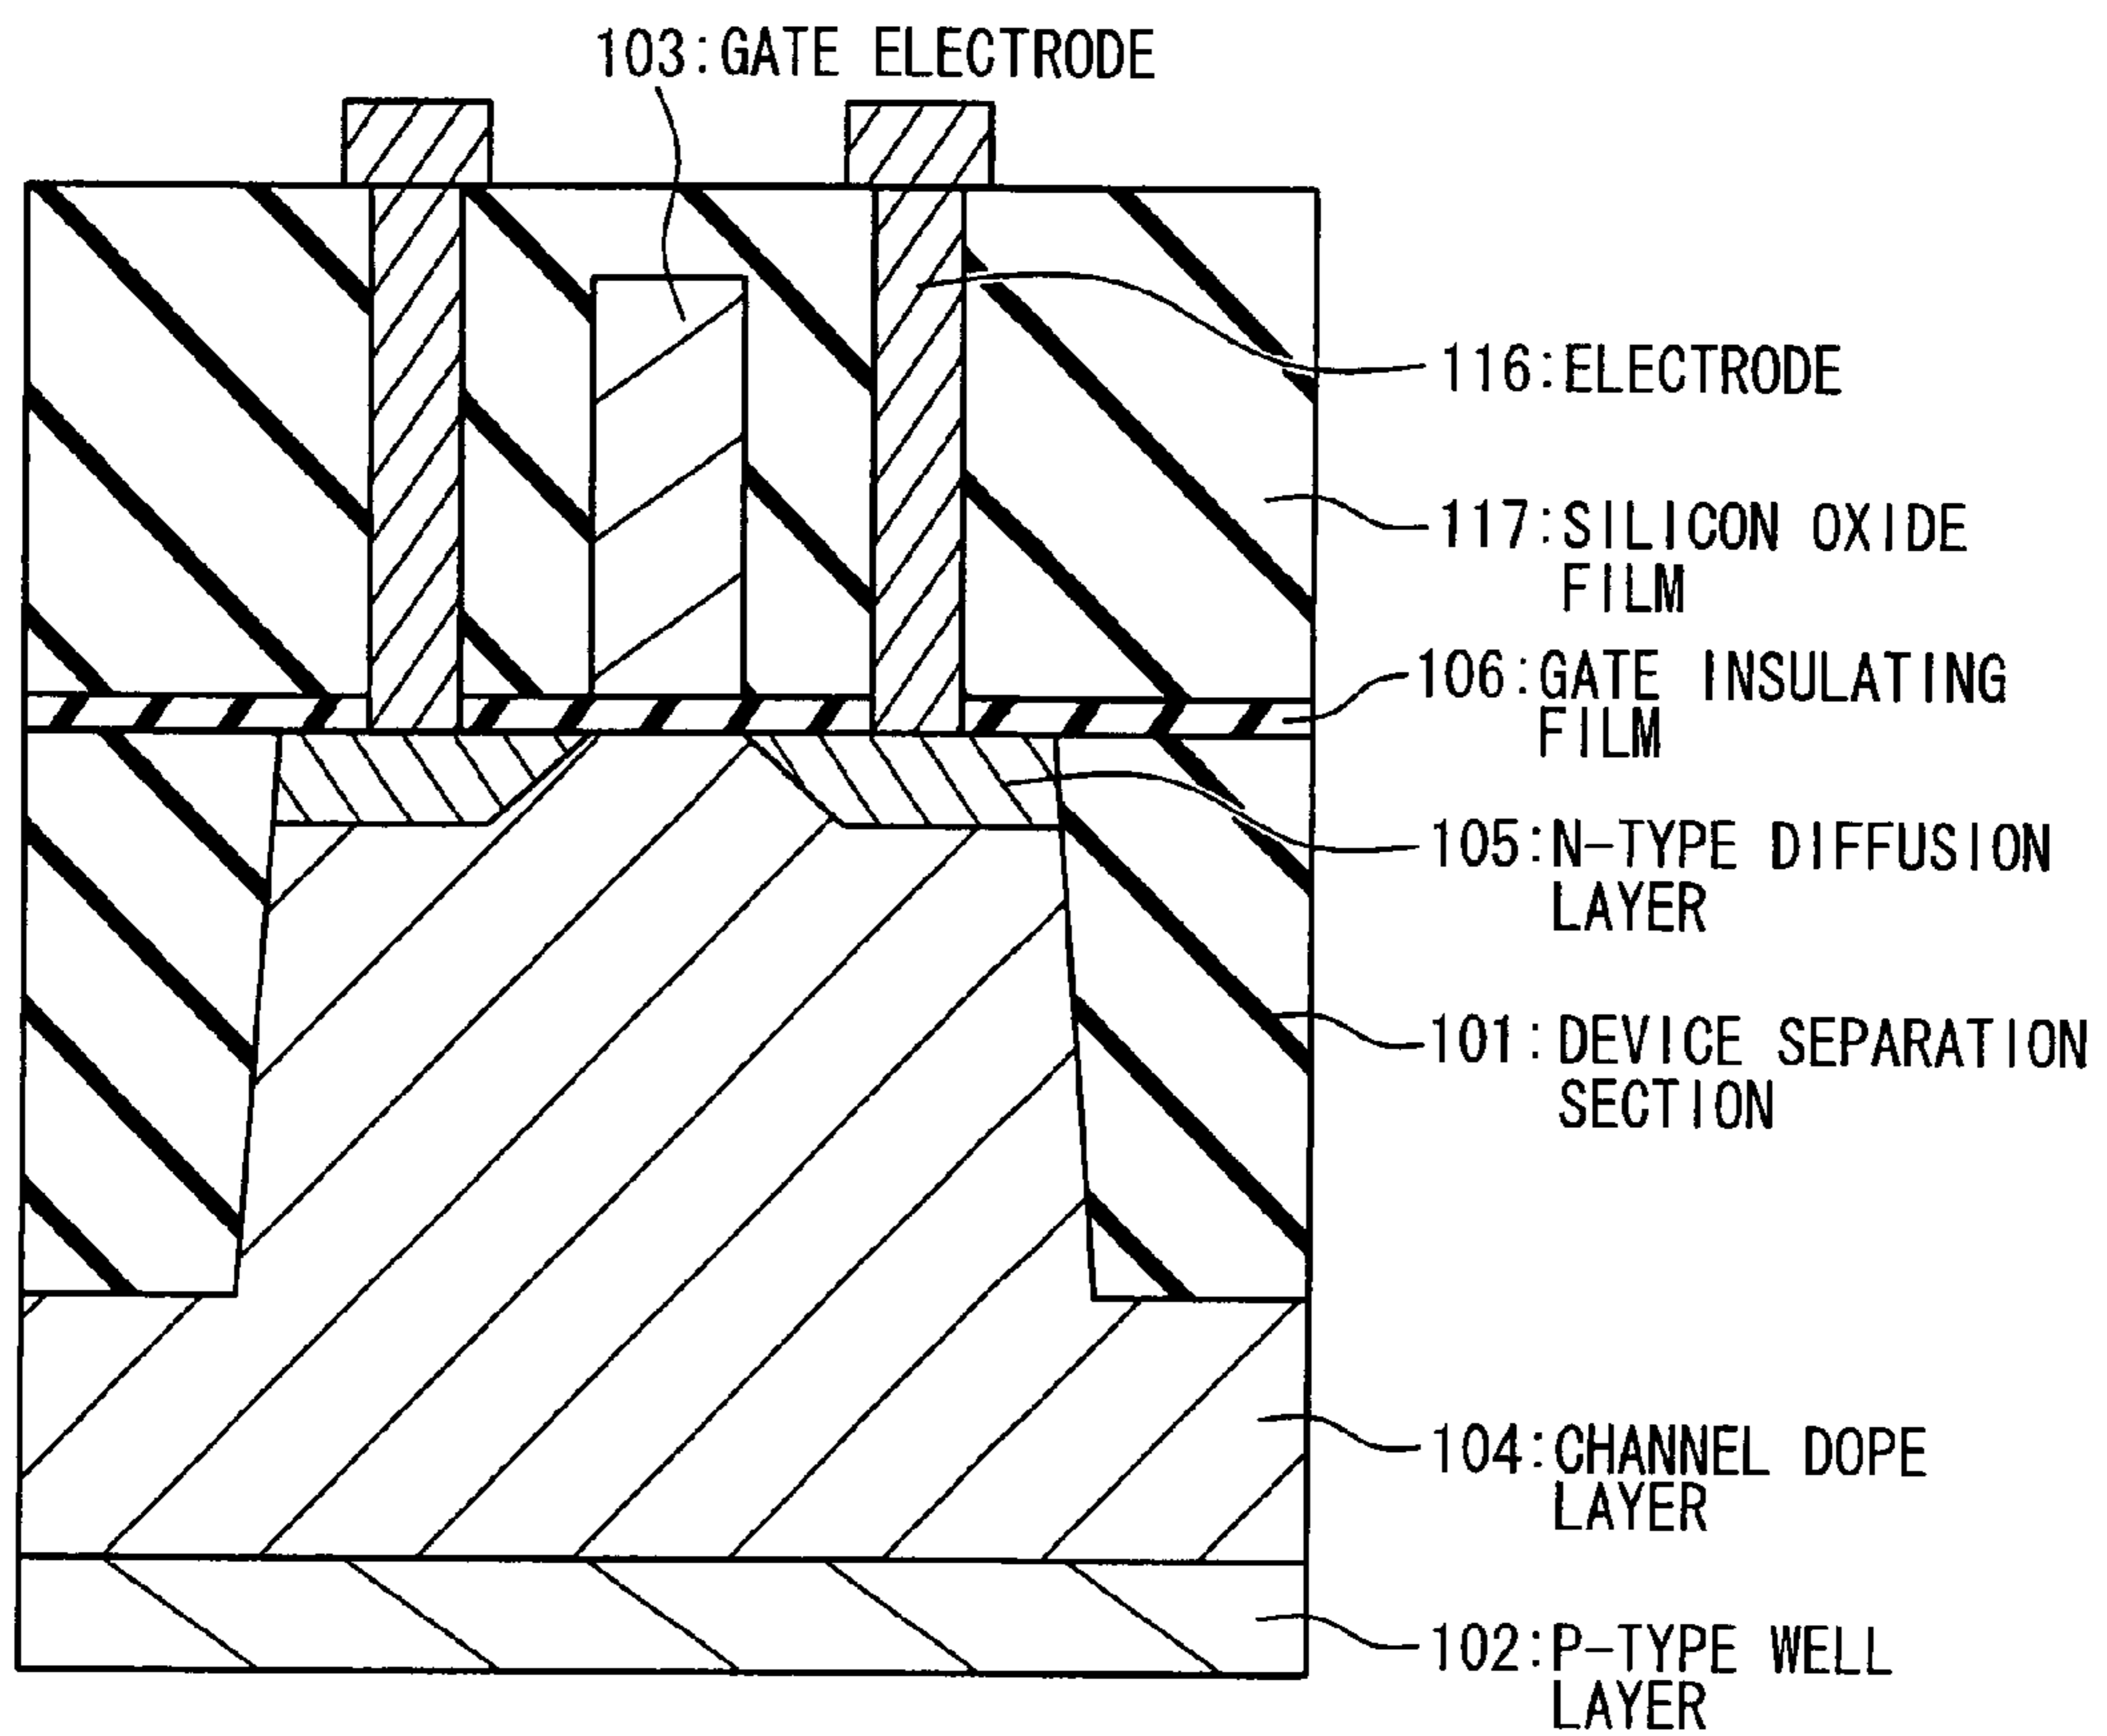 103:GATE ELECTRODE
116:ELECTRODE
117:SILICON OXIDE
FILM
106:GATE INSULATING
FILM
105:N-TYPE DIFFUSION
LAYER
101:DEVICE SEPARATION
SECTION
104:CHANNEL DOPE
LAYER
102:P-TYPE WELL
LAYER